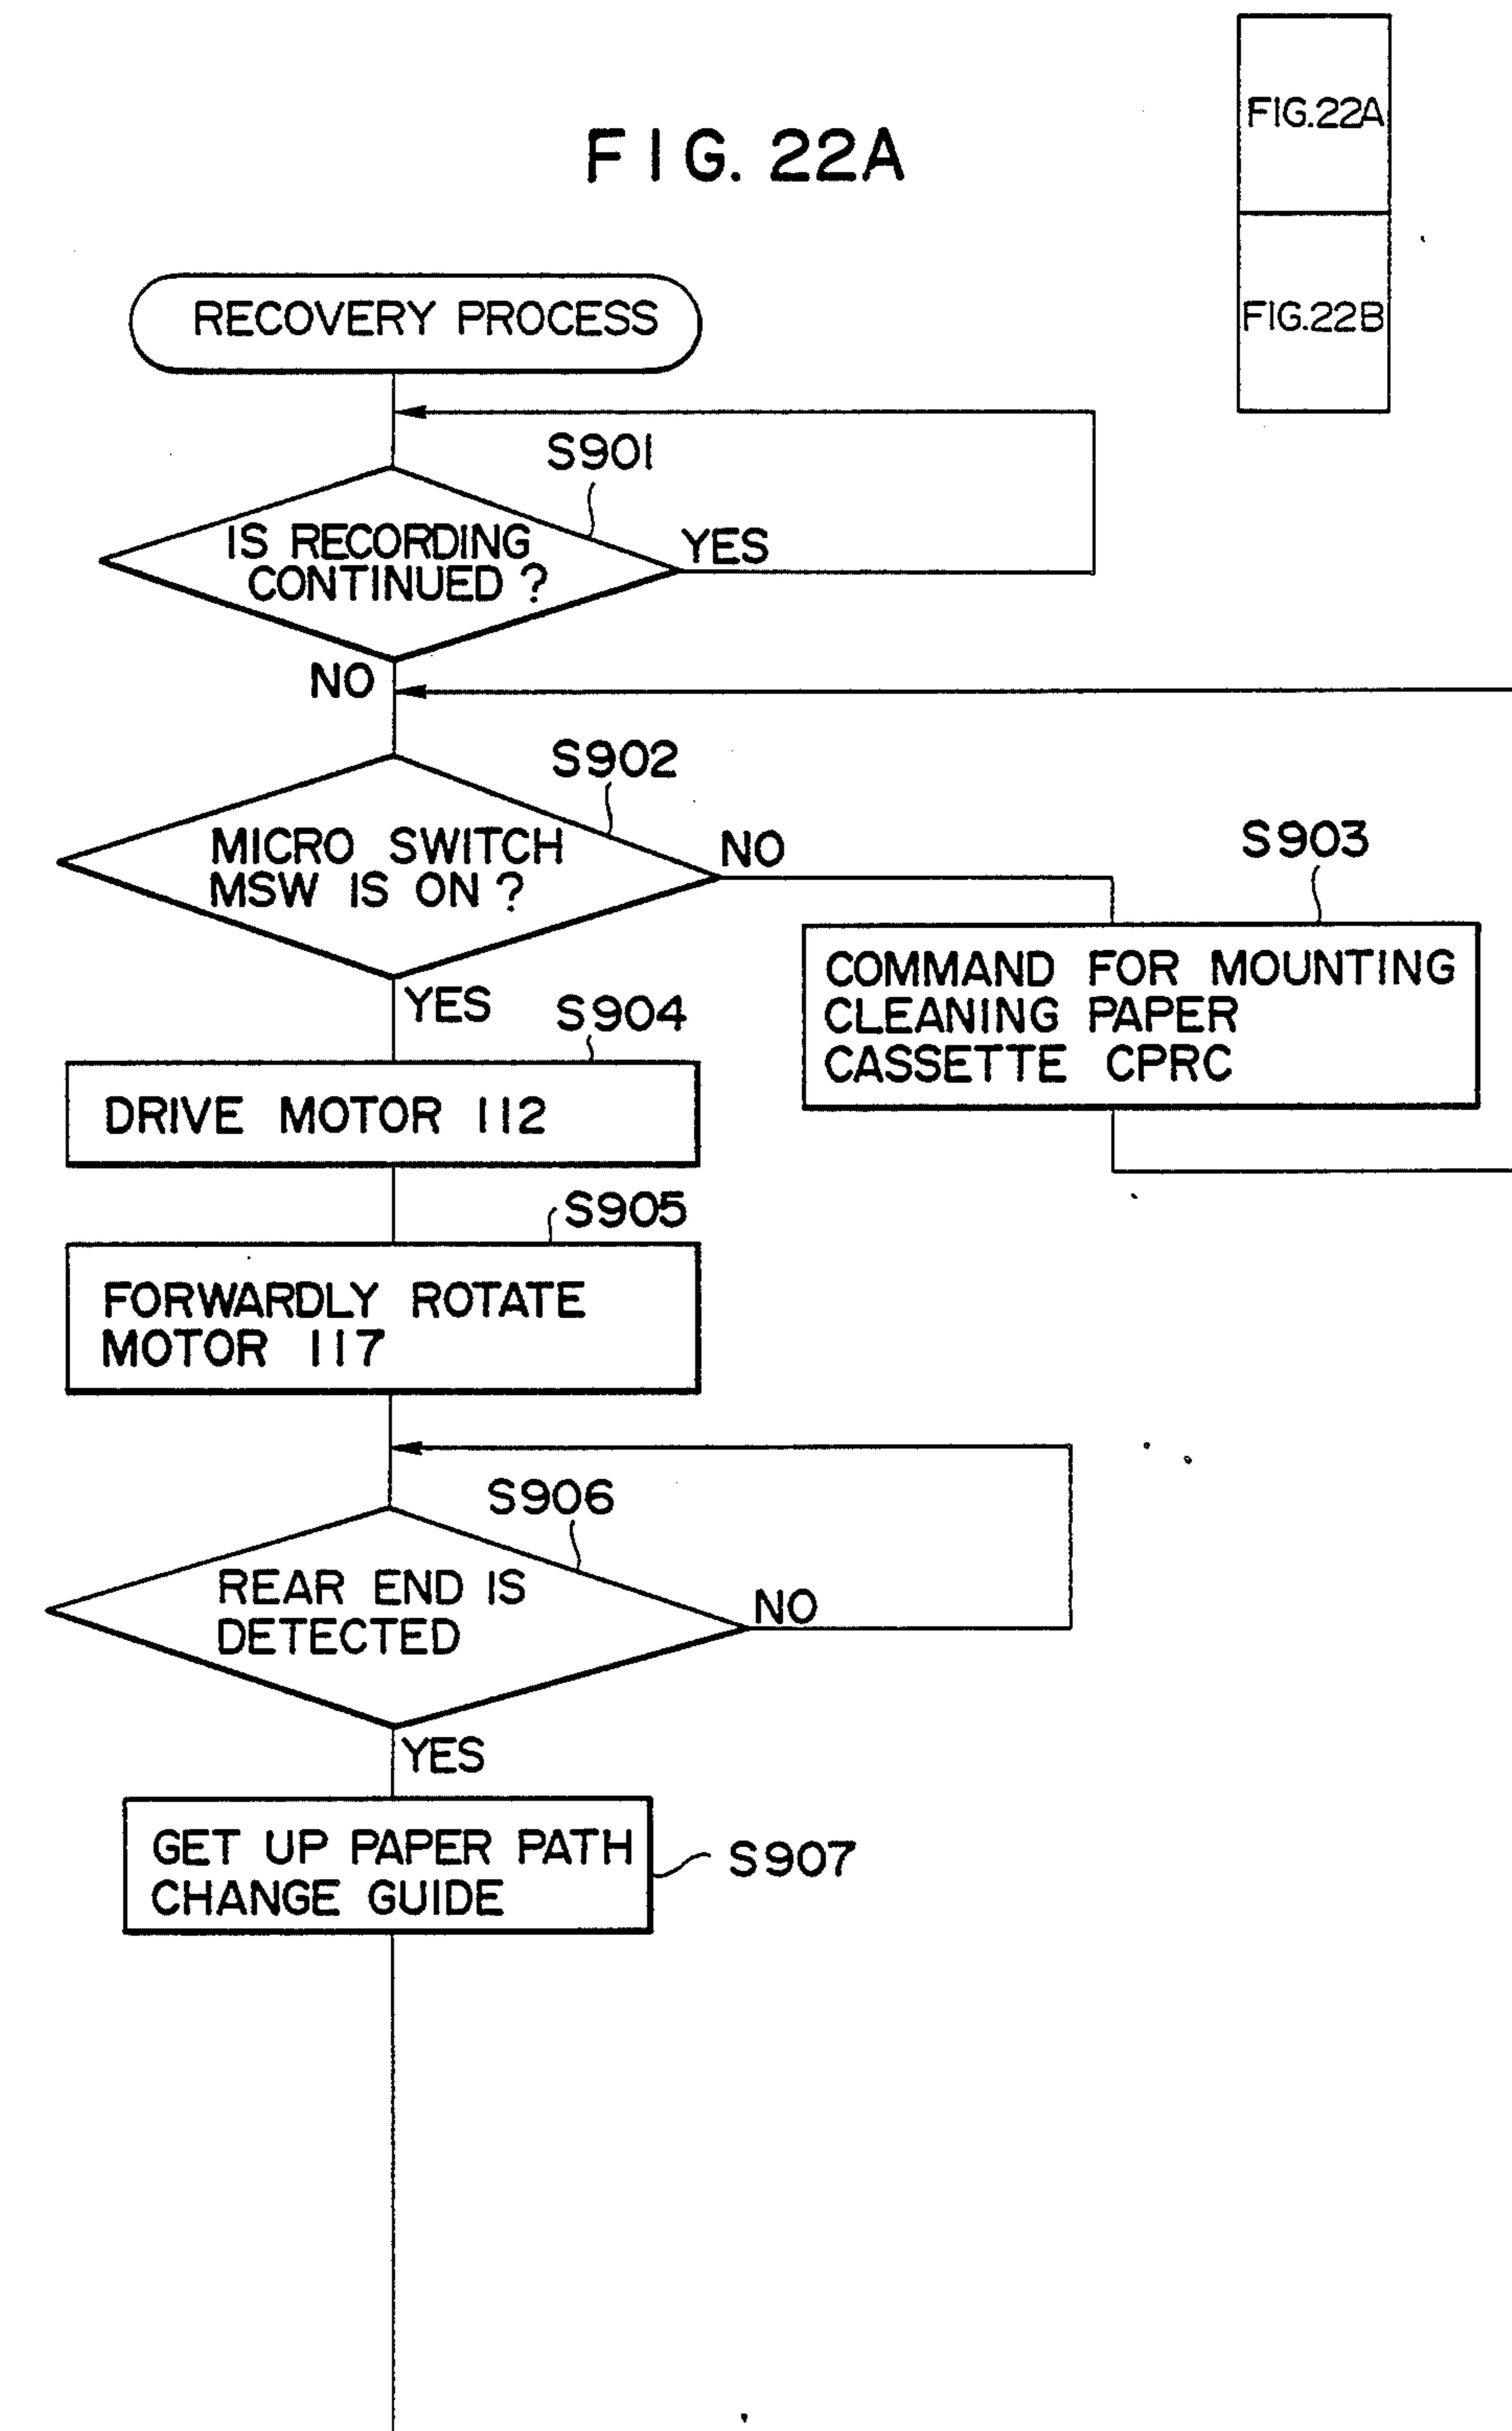 FIG. 22A
FIG.22A
FIG.22B
RECOVERY PROCESS
S901
IS RECORDING
CONTINUED ?
YES
NO
S902
MICRO SWITCH
MSW IS ON ?
NO
YES
S903
COMMAND FOR MOUNTING
CLEANING PAPER
CASSETTE CPRC
S904
DRIVE MOTOR 112
S905
FORWARDLY ROTATE
MOTOR 117
S906
REAR END IS
DETECTED
NO
YES
GET UP PAPER PATH
CHANGE GUIDE
S907